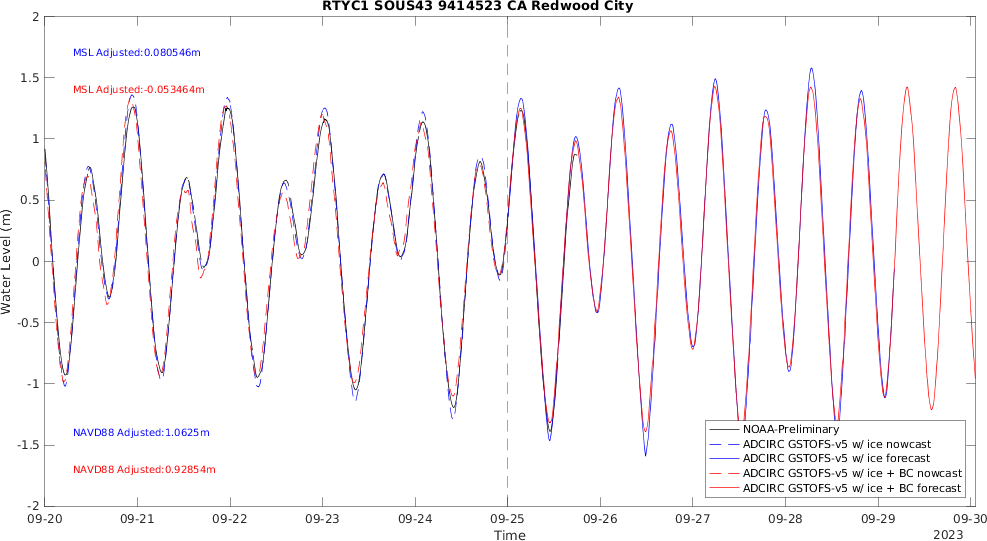 RTYC1 SOUS43 9414523 CA Redwood City
2
1.5
1
0.5
0
-0.5
-1
-1.5
-2
Water Level (m)
MSL Adjusted:0.080546m
MSL Adjusted:-0.053464m
NAVD88 Adjusted:1.0625m
NAVD88 Adjusted:0.92854m
NOAA-Preliminary
ADCIRC GSTOFS-v5 w/ ice nowcast
ADCIRC GSTOFS-v5 w/ ice forecast
ADCIRC GSTOFS-v5 w/ ice + BC nowcast
ADCIRC GSTOFS-v5 w/ ice + BC forecast
09-20 09-21 09-22 09-23 09-24 09-25 09-26 09-27 09-28 09-29 09-30
Time
2023